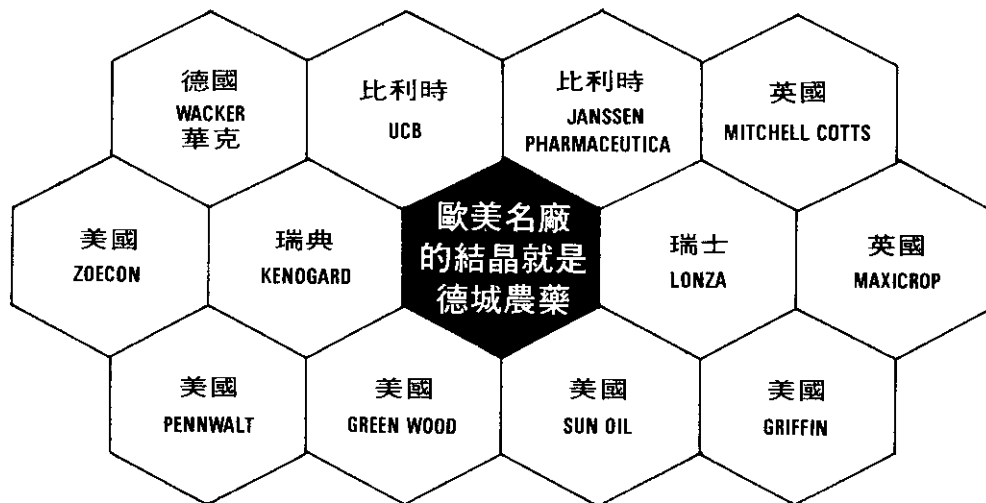 德國
WACKER
華克
比利時
UCB
比利時
JANSSEN
PHARMACEUTICA
英國
MITCHELL COTTS
美國
ZOECON
瑞典
KENOGARD
歐美名廠
的結晶就是
德城農藥
瑞士
LONZA
英國
MAXICROP
美國
PENNWALT
美國
GREEN WOOD
美國
SUN OIL
美國
GRIFFIN